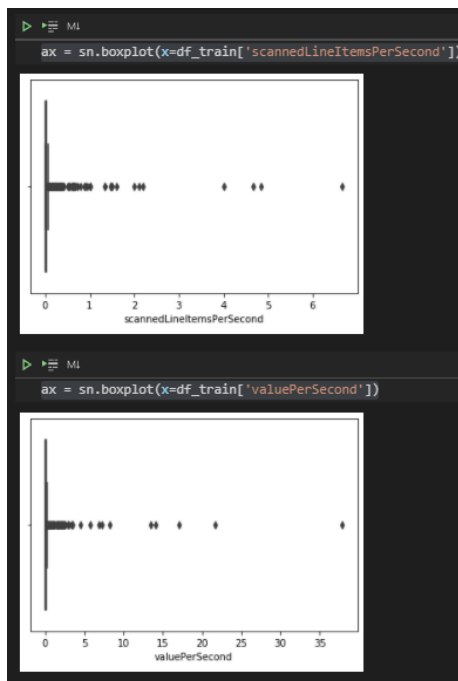 M↓
ax = sn.boxplot(x=df_train['scannedLineItemsPerSecond'])
0 1 2 3 4 5 6
scannedLineItemsPerSecond
M↓
ax = sn.boxplot(x=df_train['valuePerSecond'])
0 5 10 15 20 25 30 35
valuePerSecond